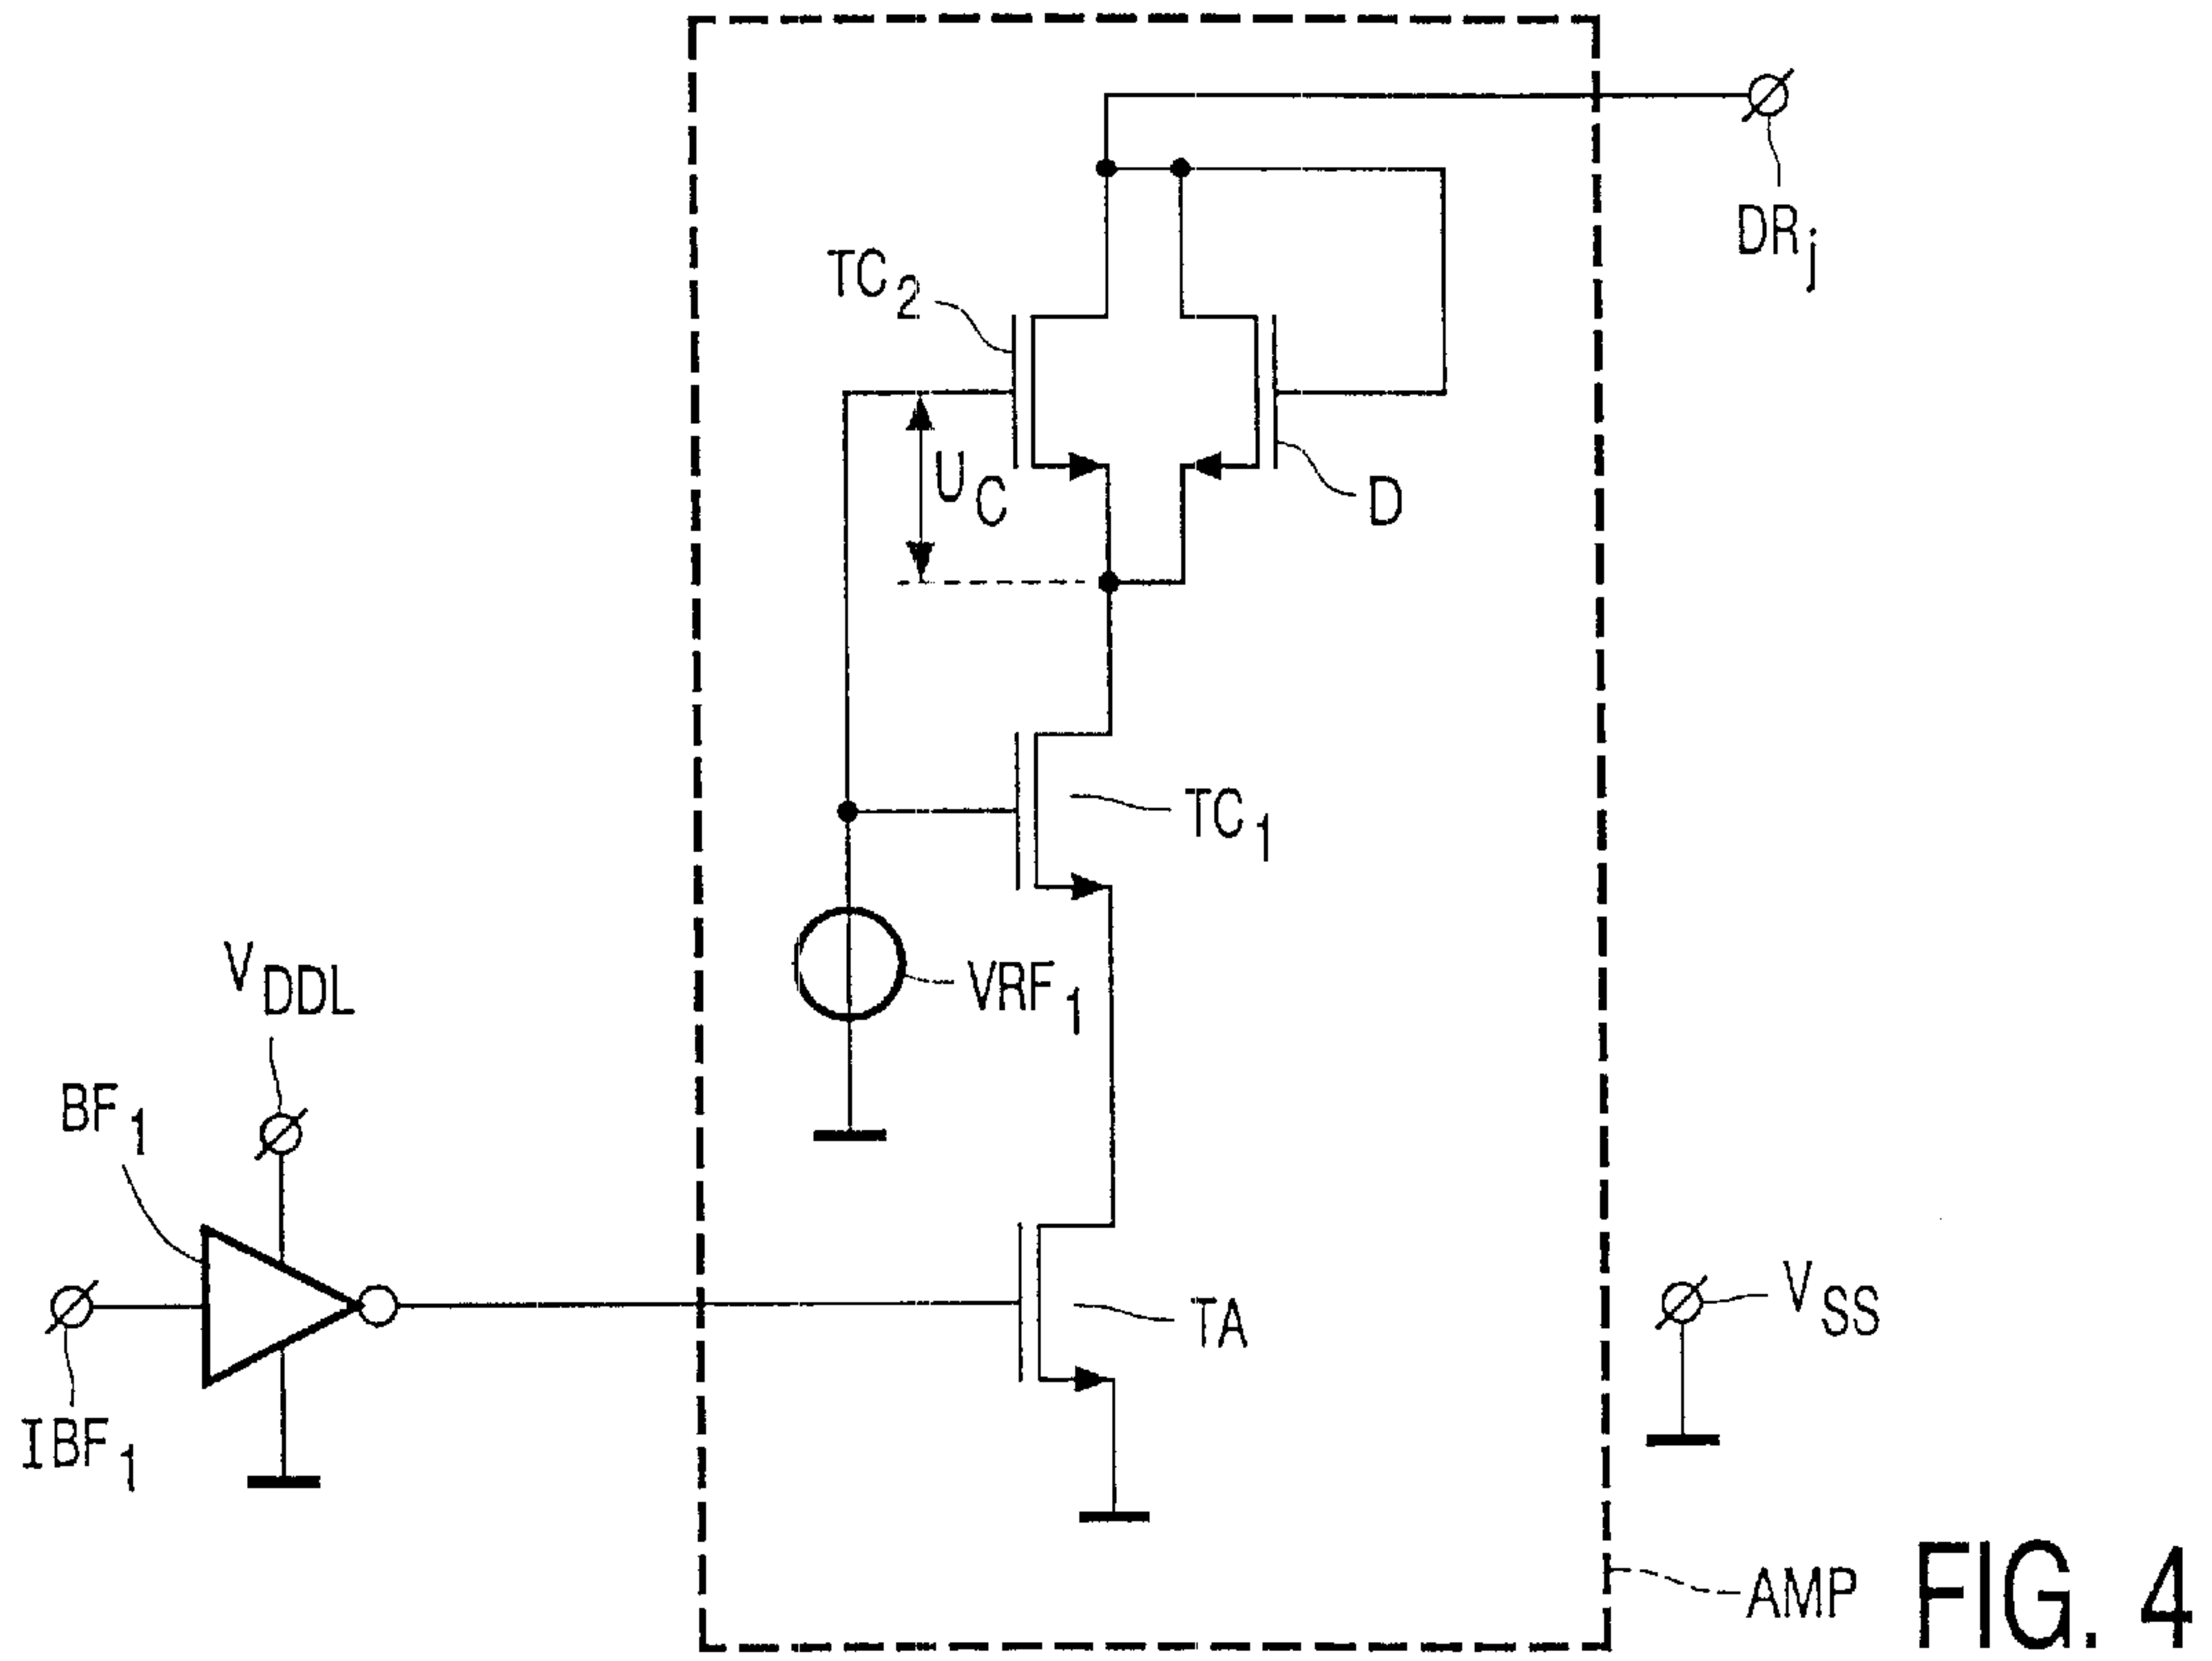 DRj
TC2
UC
D
TC1
VDDL
VRF1
BF1
TA
VSS
IBF1
AMP
FIG. 4